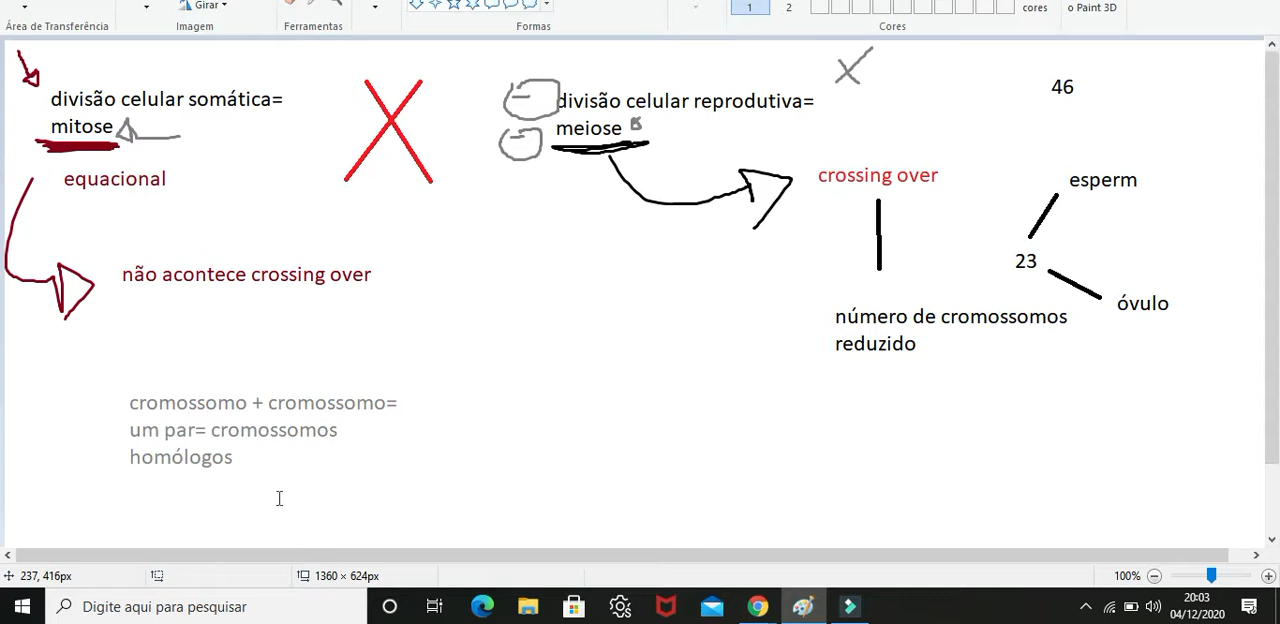 Girar
Área de Transferência
Imagem
Ferramentas
Formas
1
2
Cores
cores
o Paint 3D
divisão celular somática=
mitose
equacional
não acontece crossing over
cromossomo + cromossomo=
um par= cromossomos
homólogos
divisão celular reprodutiva=
meiose
crossing over
número de cromossomos
reduzido
46
esperm
23
óvulo
237, 416px
1360 × 624px
100%
Digite aqui para pesquisar
20:03
04/12/2020